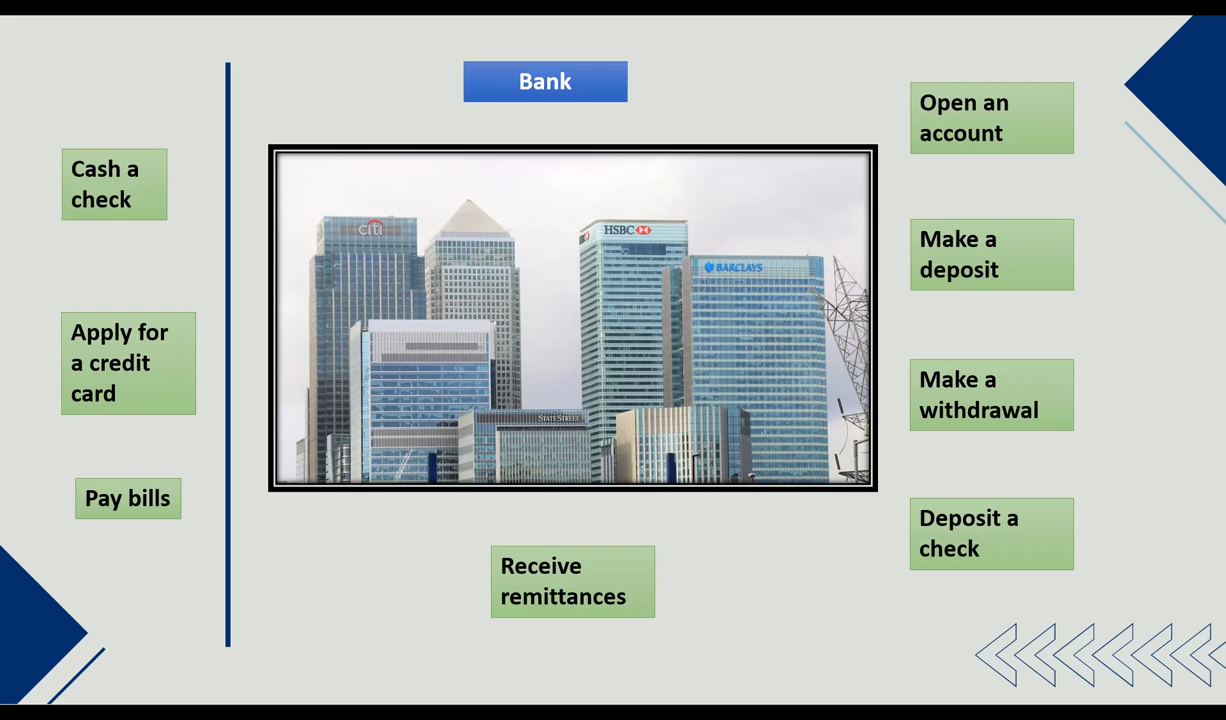 Bank
Cash a
check
Apply for
a credit
card
Pay bills
citi
HSBC
BARCLAYS
STATE STREET
Receive
remittances
Open an
account
Make a
deposit
Make a
withdrawal
Deposit a
check